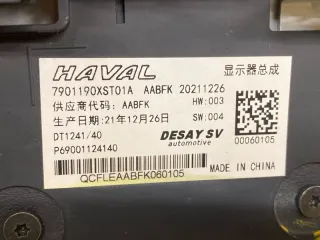 HAVAL 显示器总成
7901190XST01A AABFK 20211226
供应商代码:AABFK HW:003
生产日期:21年12月26日 SW:004
DT1241/40 DESAY SV
automotive
00060105
P69001124140
MADE IN CHINA
QCFLEAABFK060105